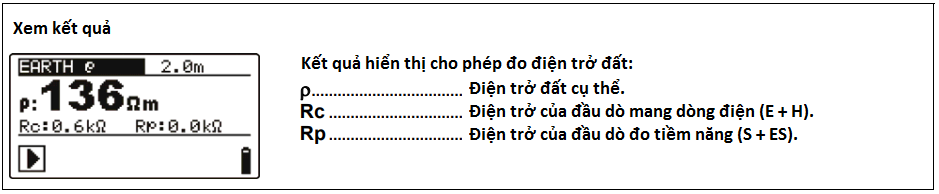 Xem kết quả
EARTH ϱ 2.0m
ρ:136Ωm
Rc:0.6kΩ Rp:0.0kΩ
Kết quả hiển thị cho phép đo điện trở đất:
ρ.................................. Điện trở đất cụ thể.
Rc .............................. Điện trở của đầu dò mang dòng điện (E + H).
Rp .............................. Điện trở của đầu dò đo tiềm năng (S + ES).